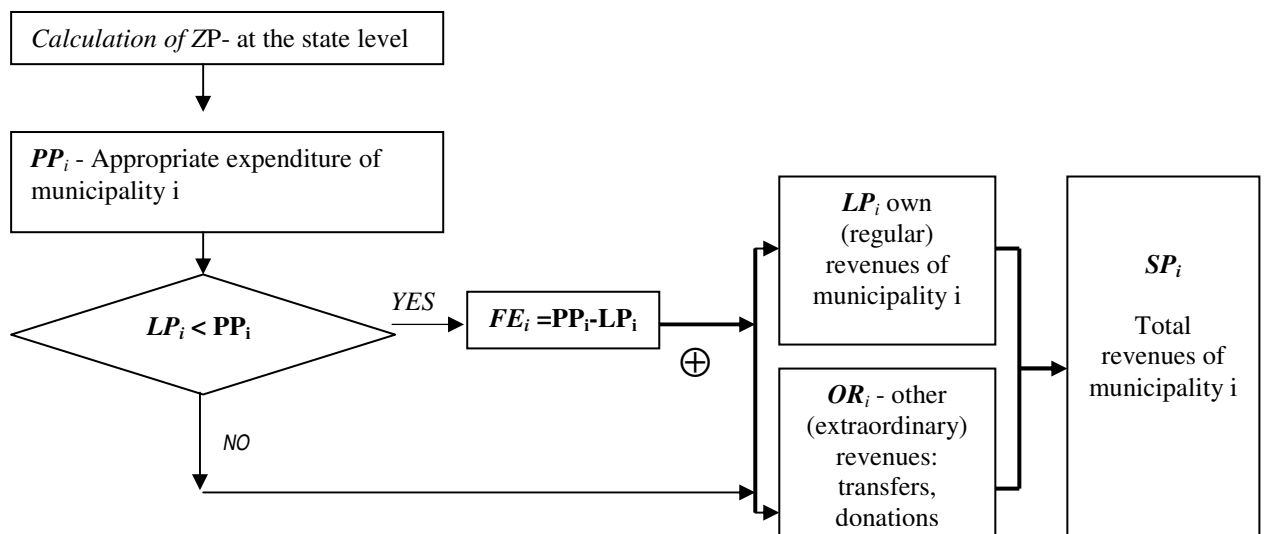 Calculation of ZP- at the state level
PPi - Appropriate expenditure of
municipality i
LPi < PPi
YES
FEi =PPi-LPi
⊕
NO
LPi own
(regular)
revenues of
municipality i
ORi - other
(extraordinary)
revenues:
transfers,
donations
SPi
Total
revenues of
municipality i